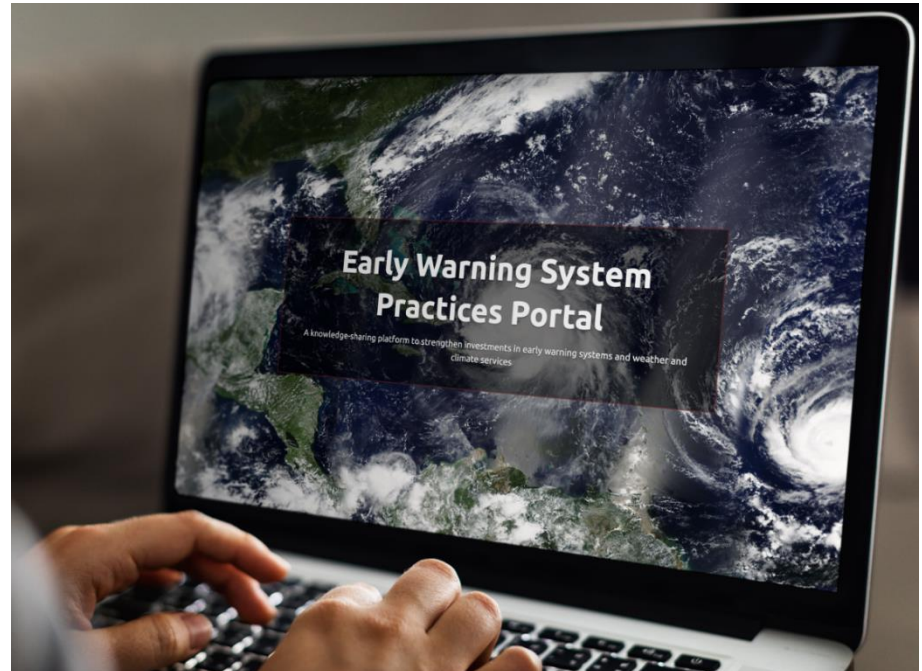 Early Warning System
Practices Portal
A knowledge-sharing platform to strengthen investments in early warning systems and weather and
climate services